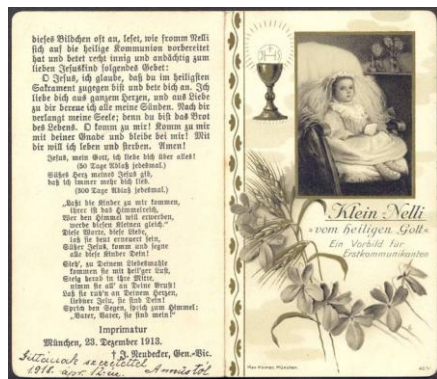 dieses Bildchen oft an, leset, wie fromm Nelli
sich auf die heilige Kommunion vorbereitet
hat und betet recht innig und andächtig zum
lieben Jesuskind folgendes Gebet:
O Jesus, ich glaube, daß du im heiligsten
Sakrament zugegen bist und bete dich an. Ich
liebe dich aus ganzem Herzen, und aus Liebe
zu dir bereue ich alle meine Sünden. Nach dir
verlangt meine Seele; denn du bist das Brot
des Lebens. O komm zu mir! Komm zu mir
mit deiner Gnade und bleibe bei mir! Mit
dir will ich leben und sterben. Amen!
Jesus, mein Gott, ich liebe dich über alles!
(50 Tage Ablaß jedesmal.)
Süßes Herz meines Jesus gib,
daß ich immer mehr dich lieb.
(300 Tage Ablaß jedesmal.)
„Laßt die Kinder zu mir kommen,
ihrer ist das Himmelreich,
Wer den Himmel will erwerben,
werde diesen Kleinen gleich.“
Diese Worte, diese Liebe,
laß sie heut erneuert sein,
Süßer Jesus, komm und segne
alle diese Kinder Dein!
Sieh', zu Deinem Liebesmahle
kommen sie mit heil'ger Lust,
Steig herab in ihre Mitte,
nimm sie all' an Deine Brust!
Laß sie ruh'n an Deinem Herzen,
liebster Jesu, sie sind Dein!
Sprich den Segen, sprich zum Himmel:
„Vater, Vater, sie sind mein!“
Imprimatur
München, 23. Dezember 1913.
† J. Neudecker, Gen.-Vic.
Ittának szeretettel
1918. apr. 12én. Annustól
Klein Nelli
»vom heiligen Gott«
Ein Vorbild für
Erstkommunikanten
Max Hirmer, München.